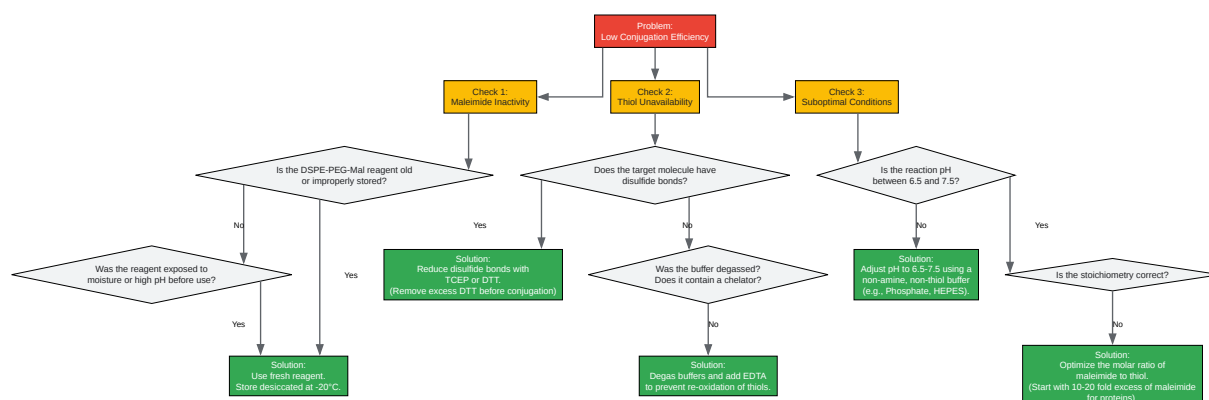 Problem:
Low Conjugation Efficiency
Check 1:
Maleimide Inactivity
Check 2:
Thiol Unavailability
Check 3:
Suboptimal Conditions
Is the DSPE-PEG-Mal reagent old
or improperly stored?
Does the target molecule have
disulfide bonds?
Is the reaction pH
between 6.5 and 7.5?
No
Yes
No
No
Yes
Was the reagent exposed to
moisture or high pH before use?
Yes
Solution:
Reduce disulfide bonds with
TCEP or DTT.
(Remove excess DTT before conjugation)
Was the buffer degassed?
Does it contain a chelator?
Solution:
Adjust pH to 6.5-7.5 using a
non-amine, non-thiol buffer
(e.g., Phosphate, HEPES).
Is the stoichiometry correct?
Yes
No
No
Solution:
Use fresh reagent.
Store desiccated at -20°C.
Solution:
Degas buffers and add EDTA
to prevent re-oxidation of thiols.
Solution:
Optimize the molar ratio of
maleimide to thiol.
(Start with 10-20 fold excess of maleimide
for proteins)